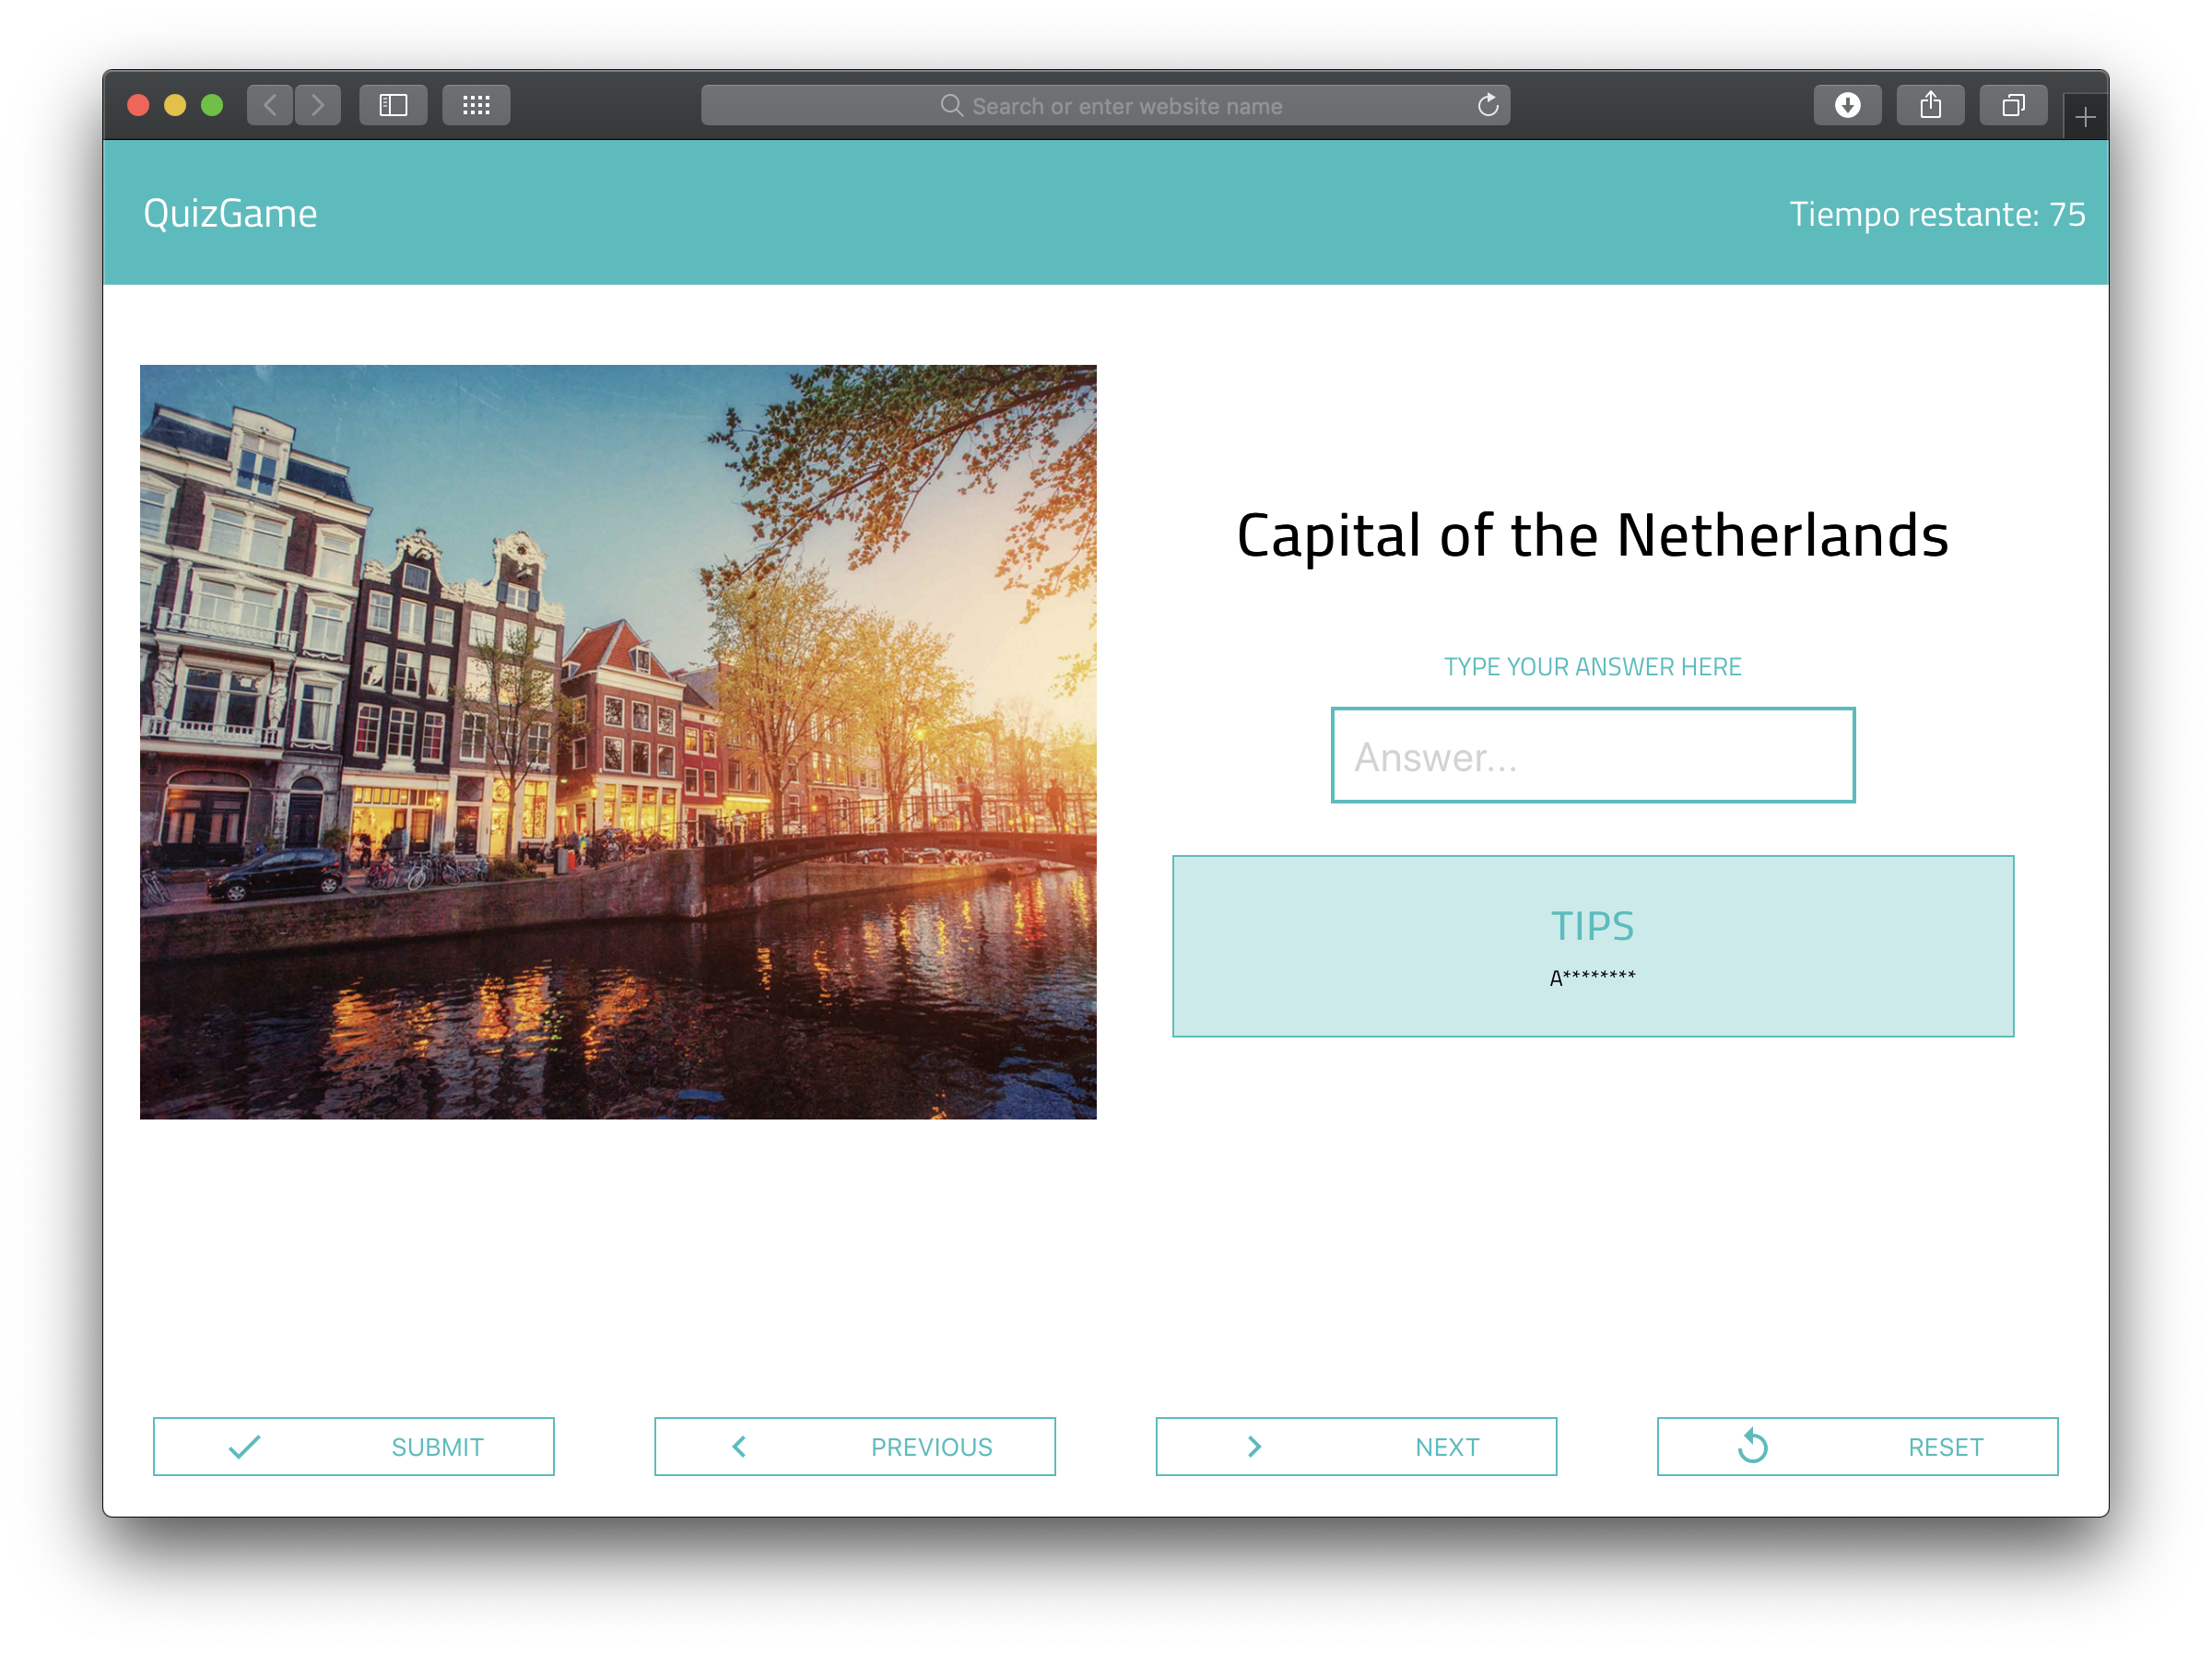 Search or enter website name
QuizGame
Tiempo restante: 75
Capital of the Netherlands
TYPE YOUR ANSWER HERE
Answer...
TIPS
A********
SUBMIT
PREVIOUS
NEXT
RESET